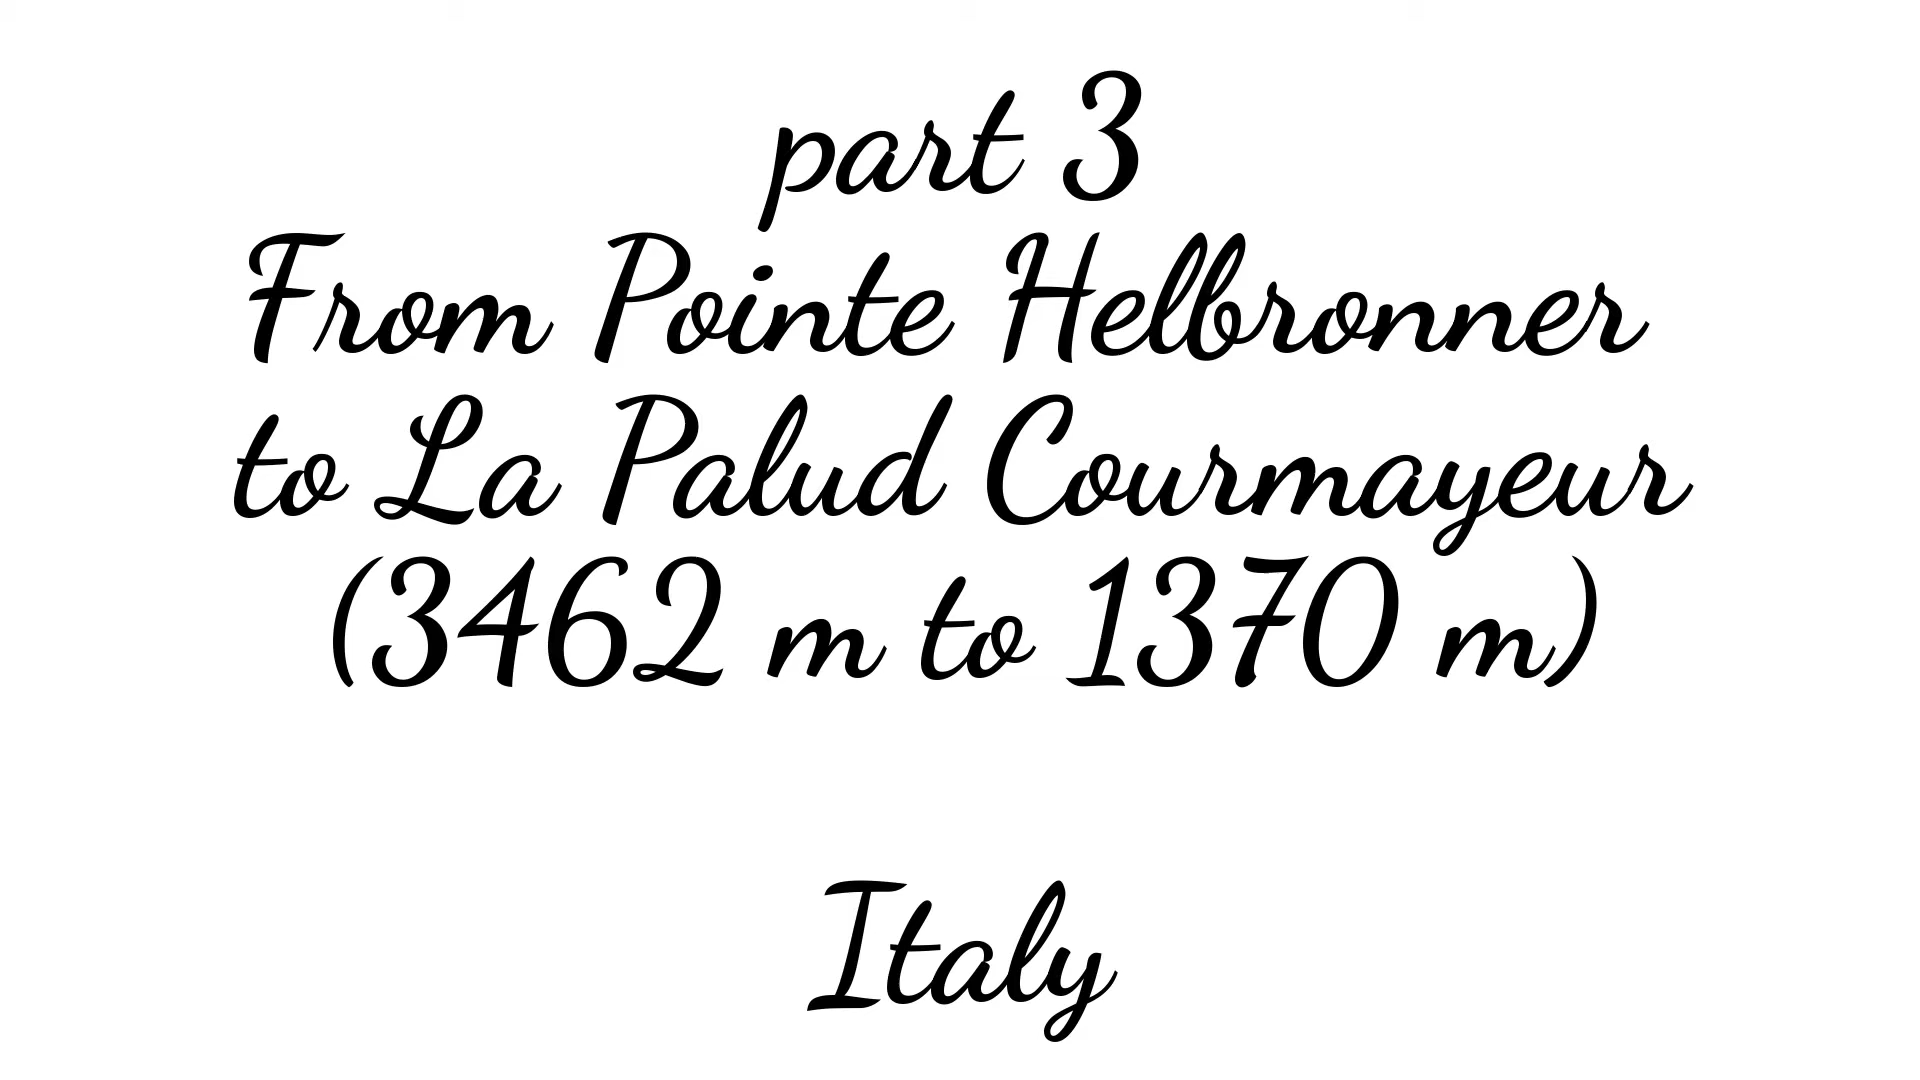 part 3
From Pointe Helbronner
to La Palud Courmayeur
(3462 m to 1370 m)
Italy